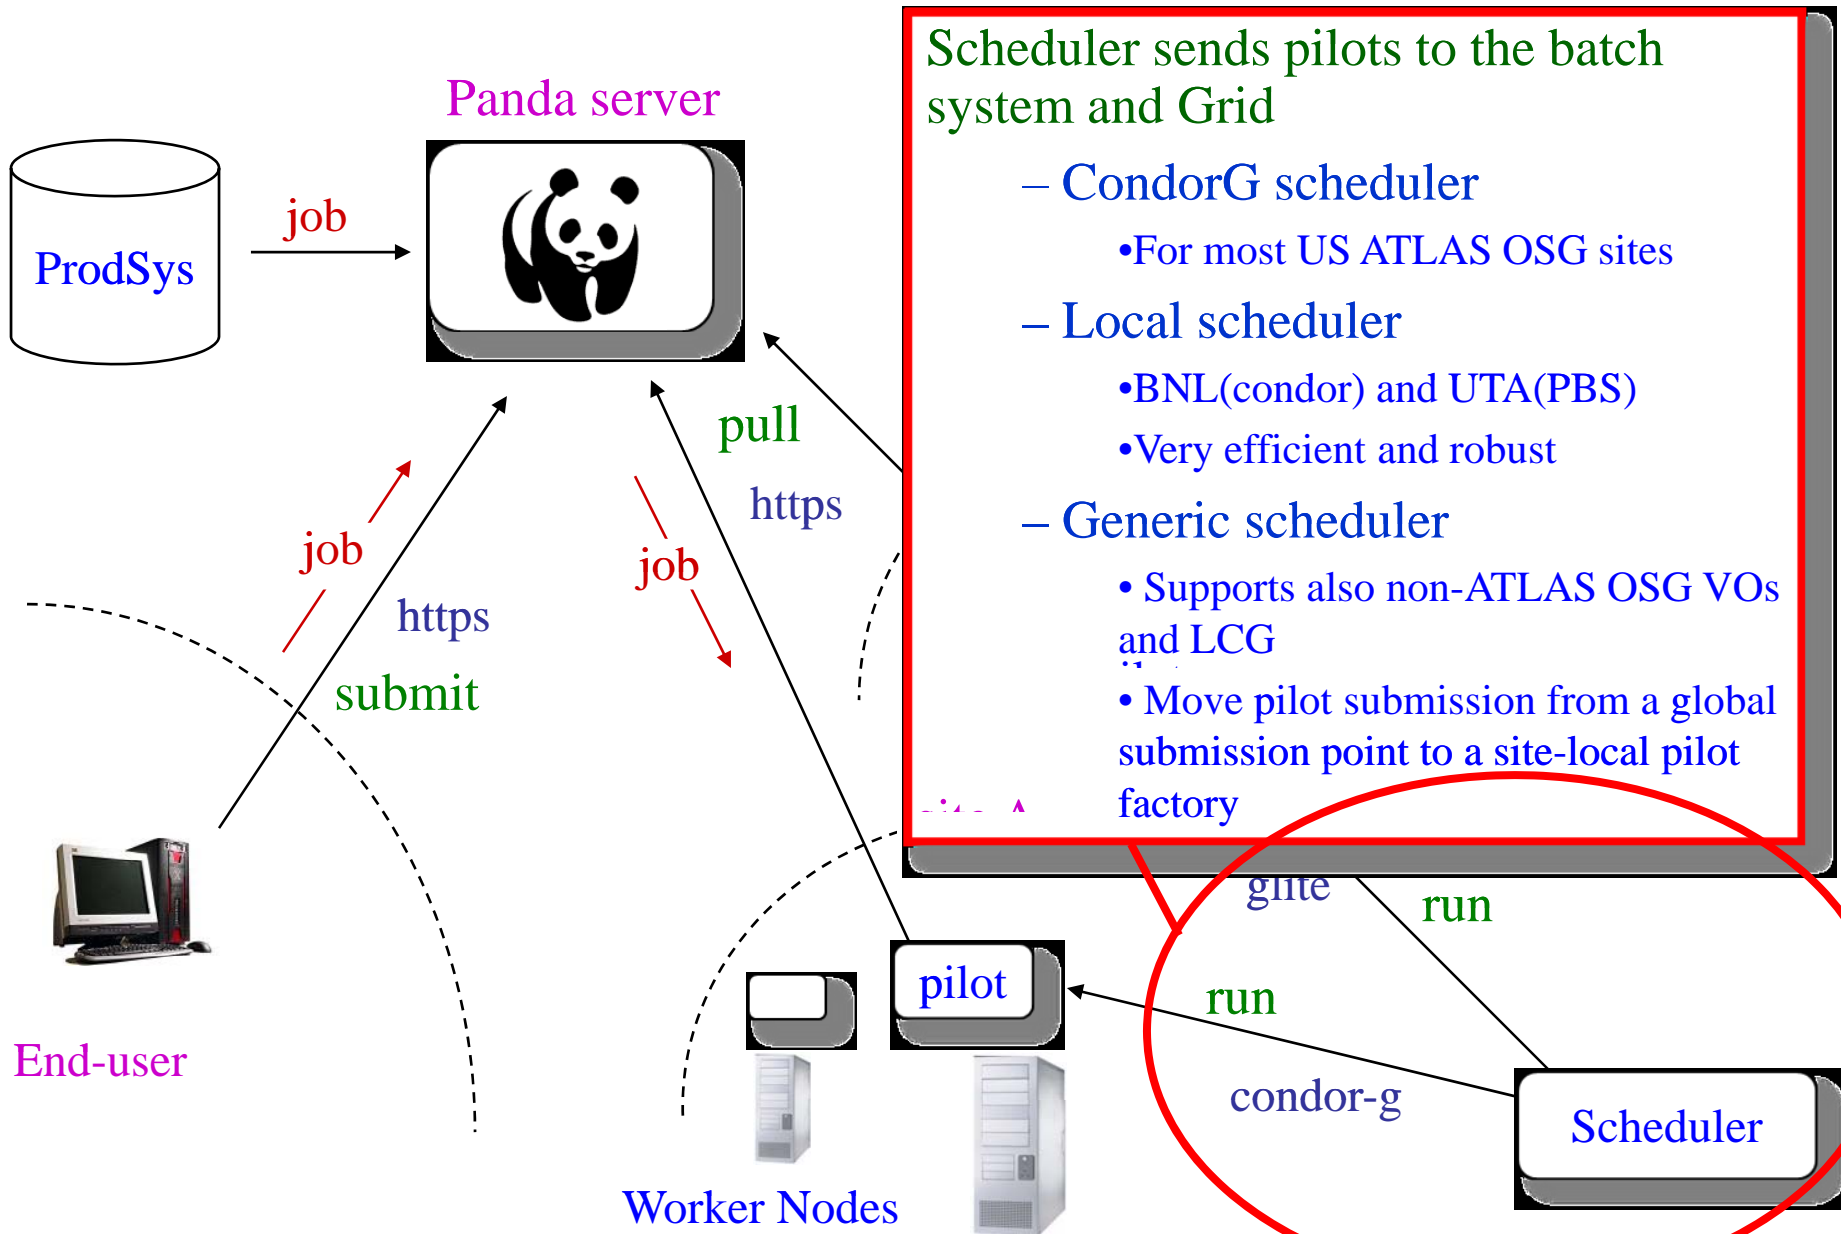 Panda server
ProdSys
job
Scheduler sends pilots to the batch
system and Grid
– CondorG scheduler
•For most US ATLAS OSG sites
– Local scheduler
•BNL(condor) and UTA(PBS)
•Very efficient and robust
– Generic scheduler
• Supports also non-ATLAS OSG VOs
and LCG
• Move pilot submission from a global
submission point to a site-local pilot
factory
pull
https
job
job
https
submit
site A
glite
run
pilot
run
End-user
condor-g
Scheduler
Worker Nodes